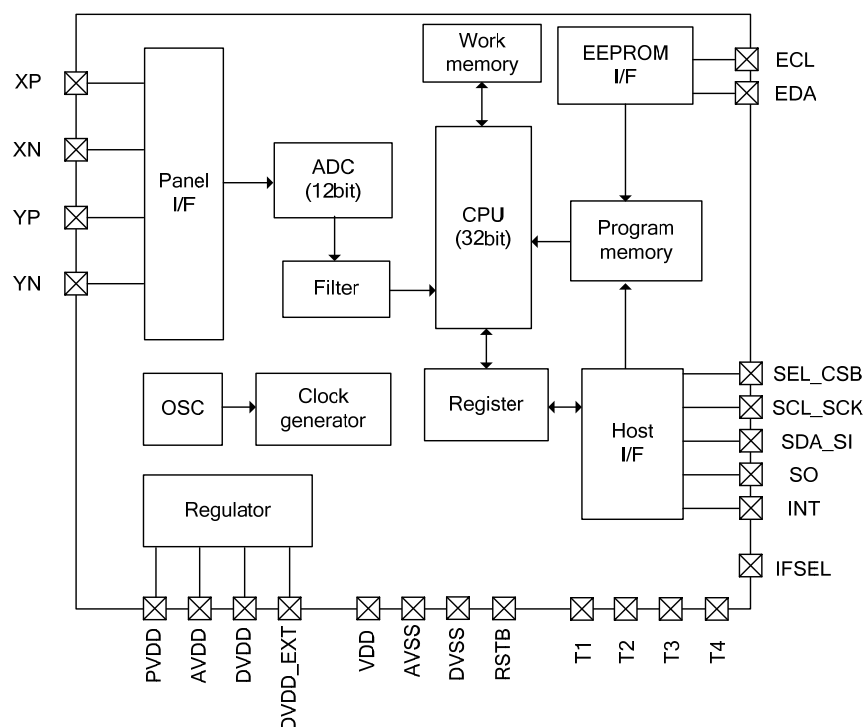 Work
memory
EEPROM
I/F
ECL
EDA
XP
XN
YP
YN
Panel
I/F
ADC
(12bit)
CPU
(32bit)
Program
memory
Filter
OSC
Clock
generator
Register
Host
I/F
SEL_CSB
SCL_SCK
SDA_SI
SO
INT
IFSEL
Regulator
PVDD
AVDD
DVDD
DVDD_EXT
VDD
AVSS
DVSS
RSTB
T1
T2
T3
T4